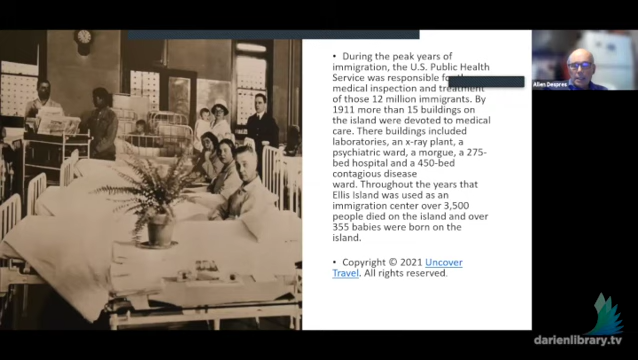 • During the peak years of
immigration, the U.S. Public Health
Service was responsible for the
medical inspection and treatment
of those 12 million immigrants. By
1911 more than 15 buildings on
the island were devoted to medical
care. There buildings included
laboratories, an x-ray plant, a
psychiatric ward, a morgue, a 275-
bed hospital and a 450-bed
contagious disease
ward. Throughout the years that
Ellis Island was used as an
immigration center over 3,500
people died on the island and over
355 babies were born on the
island.
• Copyright © 2021 Uncover
Travel. All rights reserved.
Allen Despres
darienlibrary.tv